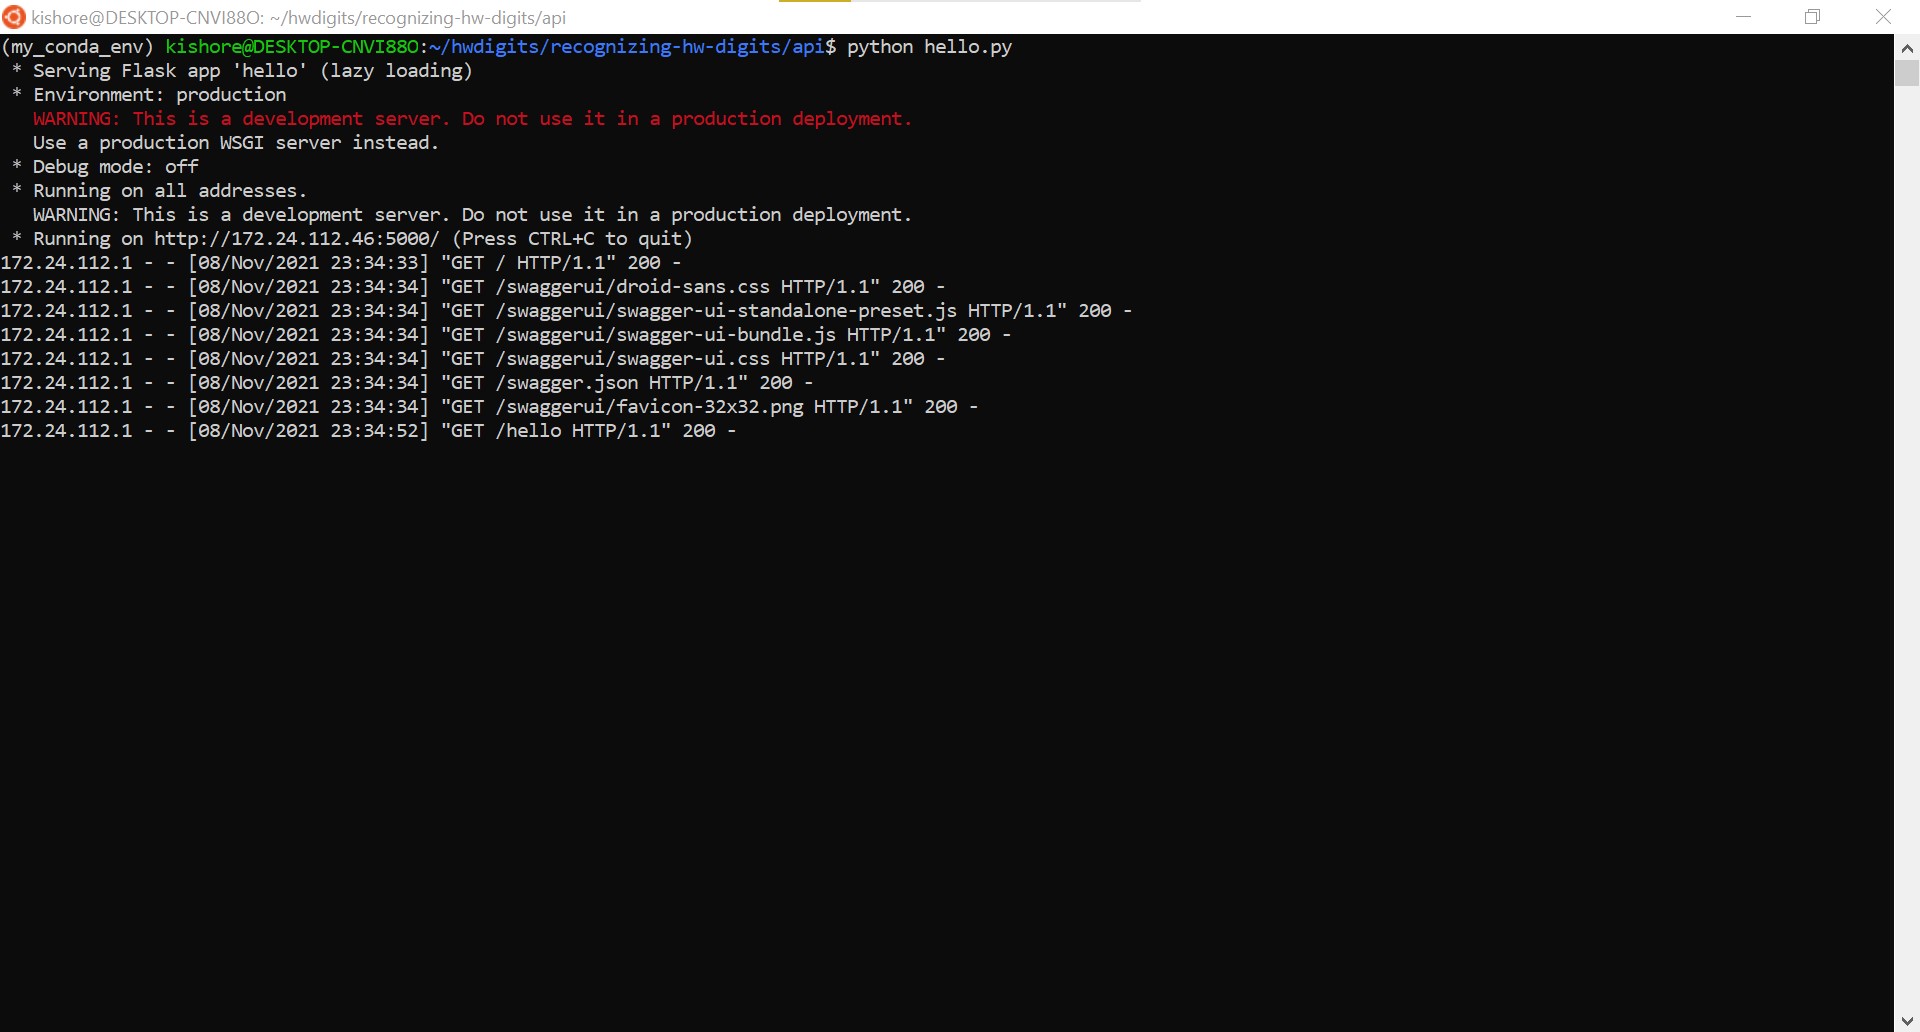 kishore@DESKTOP-CNVI88O: ~/hwdigits/recognizing-hw-digits/api
(my_conda_env) kishore@DESKTOP-CNVI88O:~/hwdigits/recognizing-hw-digits/api$ python hello.py
 * Serving Flask app 'hello' (lazy loading)
 * Environment: production
   WARNING: This is a development server. Do not use it in a production deployment.
   Use a production WSGI server instead.
 * Debug mode: off
 * Running on all addresses.
   WARNING: This is a development server. Do not use it in a production deployment.
 * Running on http://172.24.112.46:5000/ (Press CTRL+C to quit)
172.24.112.1 - - [08/Nov/2021 23:34:33] "GET / HTTP/1.1" 200 -
172.24.112.1 - - [08/Nov/2021 23:34:34] "GET /swaggerui/droid-sans.css HTTP/1.1" 200 -
172.24.112.1 - - [08/Nov/2021 23:34:34] "GET /swaggerui/swagger-ui-standalone-preset.js HTTP/1.1" 200 -
172.24.112.1 - - [08/Nov/2021 23:34:34] "GET /swaggerui/swagger-ui-bundle.js HTTP/1.1" 200 -
172.24.112.1 - - [08/Nov/2021 23:34:34] "GET /swaggerui/swagger-ui.css HTTP/1.1" 200 -
172.24.112.1 - - [08/Nov/2021 23:34:34] "GET /swagger.json HTTP/1.1" 200 -
172.24.112.1 - - [08/Nov/2021 23:34:34] "GET /swaggerui/favicon-32x32.png HTTP/1.1" 200 -
172.24.112.1 - - [08/Nov/2021 23:34:52] "GET /hello HTTP/1.1" 200 -